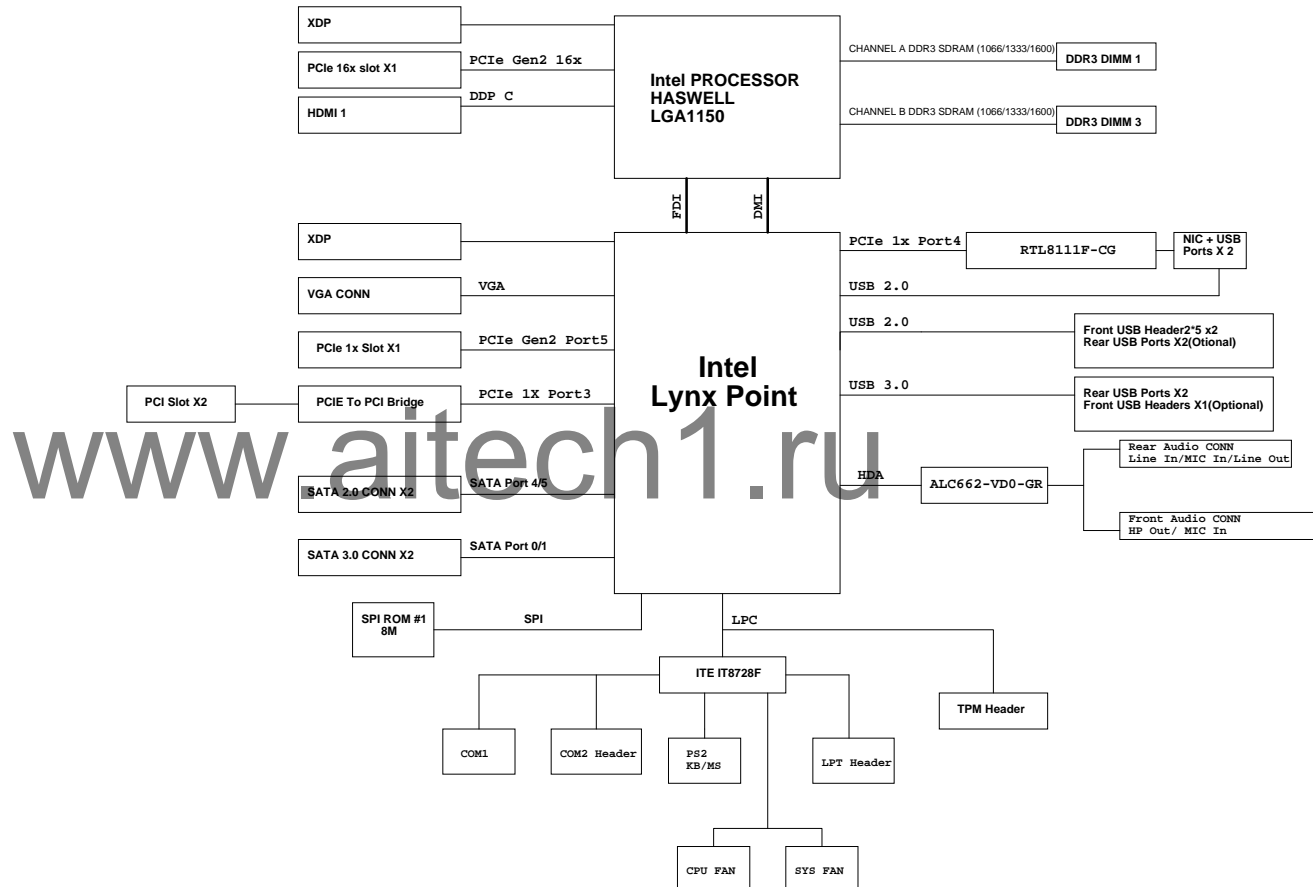 XDP
PCIe 16x slot X1
PCIe Gen2 16x
HDMI 1
DDP C
Intel PROCESSOR
HASWELL
LGA1150
CHANNEL A DDR3 SDRAM (1066/1333/1600)
DDR3 DIMM 1
CHANNEL B DDR3 SDRAM (1066/1333/1600)
DDR3 DIMM 3
FDI
DMI
XDP
VGA CONN
VGA
PCIe 1x Slot X1
PCIe Gen2 Port5
PCI Slot X2
PCIE To PCI Bridge
PCIe 1X Port3
SATA 2.0 CONN X2
SATA Port 4/5
SATA 3.0 CONN X2
SATA Port 0/1
Intel
Lynx Point
PCIe 1x Port4
RTL8111F-CG
NIC + USB
Ports X 2
USB 2.0
USB 2.0
Front USB Header2*5 x2
Rear USB Ports X2(Otional)
USB 3.0
Rear USB Ports X2
Front USB Headers X1(Optional)
HDA
ALC662-VD0-GR
Rear Audio CONN
Line In/MIC In/Line Out
Front Audio CONN
HP Out/ MIC In
www.aitech1.ru
SPI ROM #1
8M
SPI
LPC
ITE IT8728F
TPM Header
COM1
COM2 Header
PS2
KB/MS
LPT Header
CPU FAN
SYS FAN